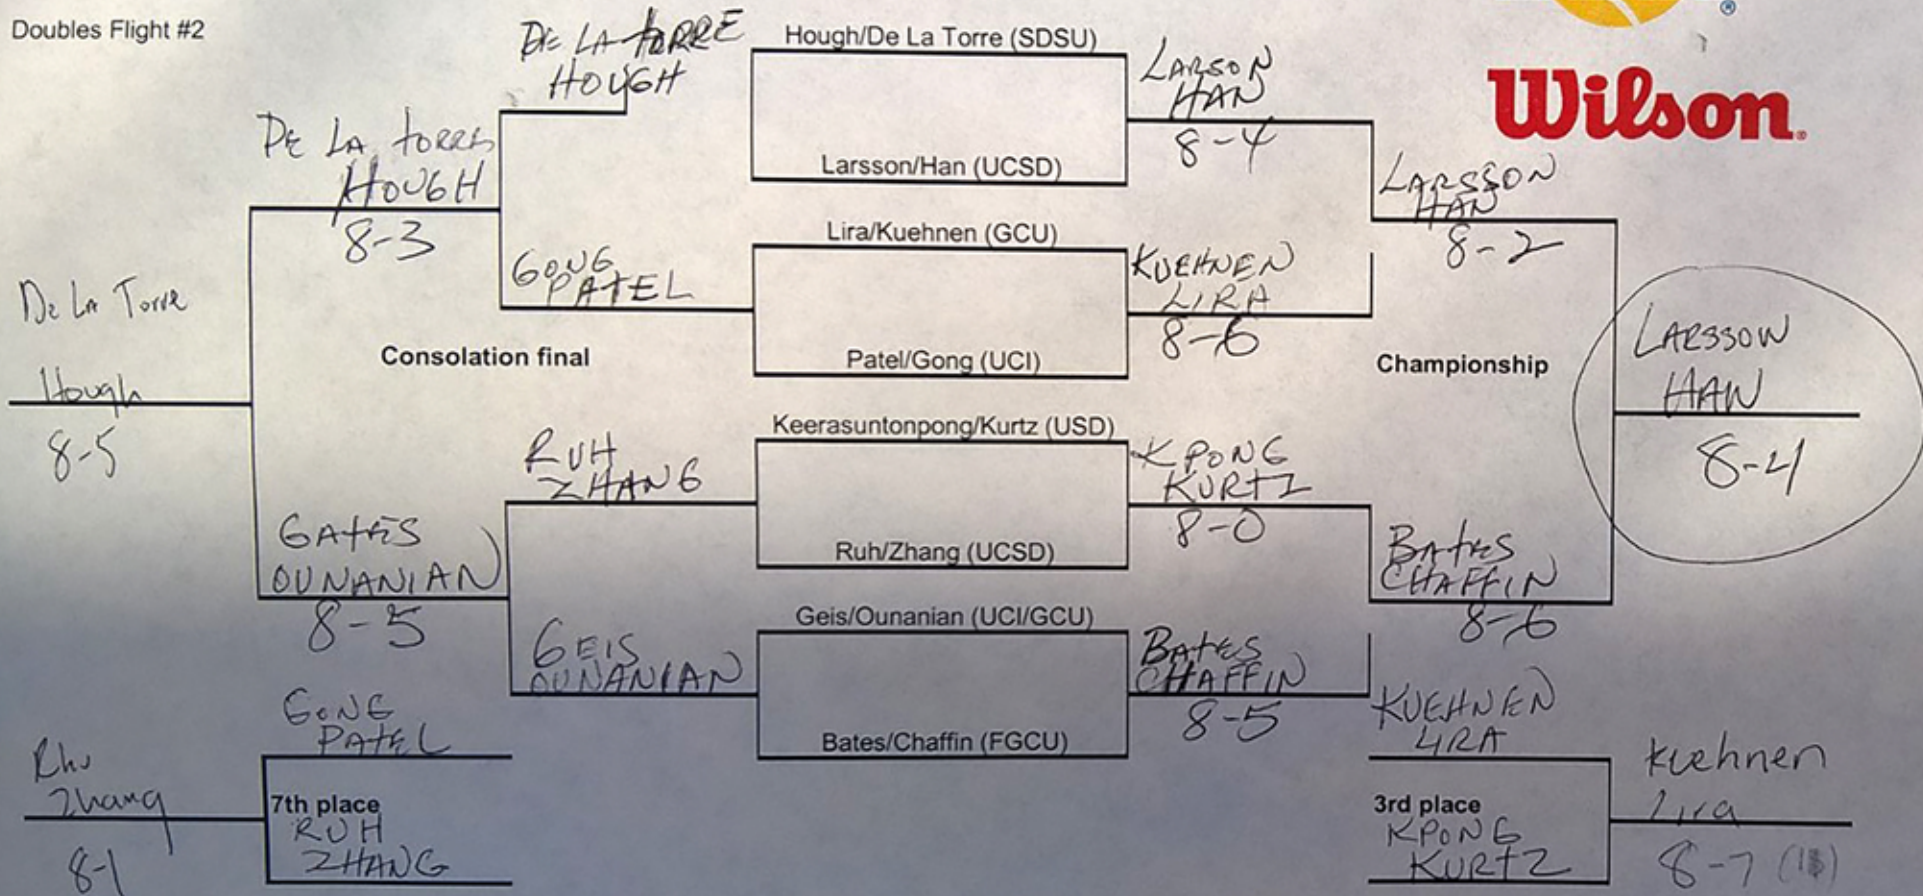 Doubles Flight #2
DE LA TORRE
HOUGH
Hough/De La Torre (SDSU)
LARSON
HAN
8-4
Wilson
DE LA TORRE
HOUGH
8-3
Larsson/Han (UCSD)
LARSSON
HAN
8-2
Lira/Kuehnen (GCU)
GONG
PATEL
KUEHNEN
LIRA
8-6
De La Torre
Hough
8-5
Consolation final
Patel/Gong (UCI)
Championship
LARSSON
HAN
8-4
Keerasuntonpong/Kurtz (USD)
RUH
ZHANG
KPONG
KURTZ
8-0
GATES
OUNANIAN
8-5
Ruh/Zhang (UCSD)
BATES
CHAFFIN
8-6
Geis/Ounanian (UCI/GCU)
GEIS
OUNANIAN
BATES
CHAFFIN
8-5
GONG
PATEL
Bates/Chaffin (FGCU)
KUEHNEN
LIRA
Rhu
Zhang
8-1
7th place
RUH
ZHANG
3rd place
KPONG
KURTZ
Kuehnen
Lira
8-7